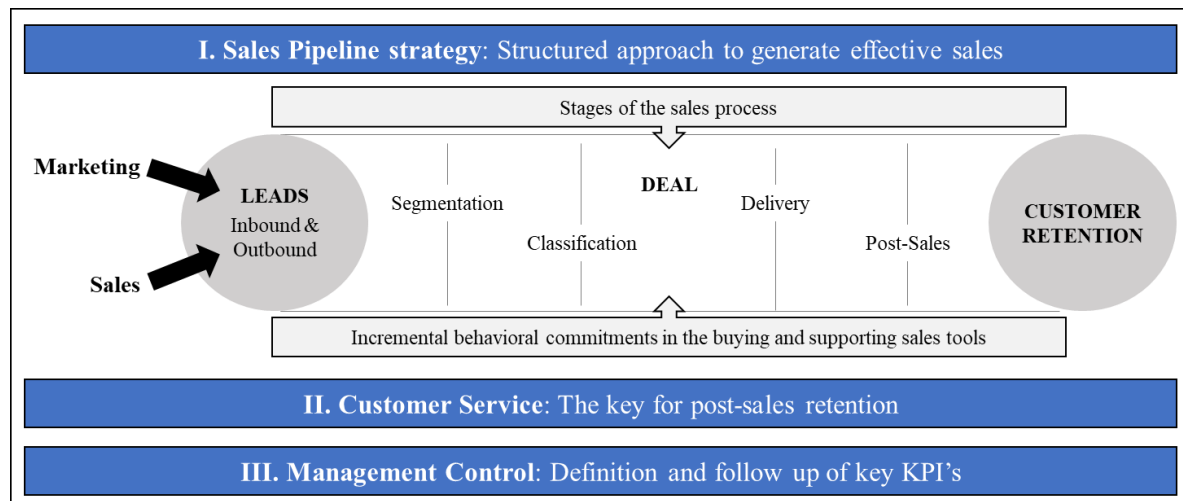 I. Sales Pipeline strategy: Structured approach to generate effective sales
Stages of the sales process
Marketing
Sales
LEADS
Inbound &
Outbound
Segmentation
Classification
DEAL
Delivery
Post-Sales
CUSTOMER
RETENTION
Incremental behavioral commitments in the buying and supporting sales tools
II. Customer Service: The key for post-sales retention
III. Management Control: Definition and follow up of key KPI’s